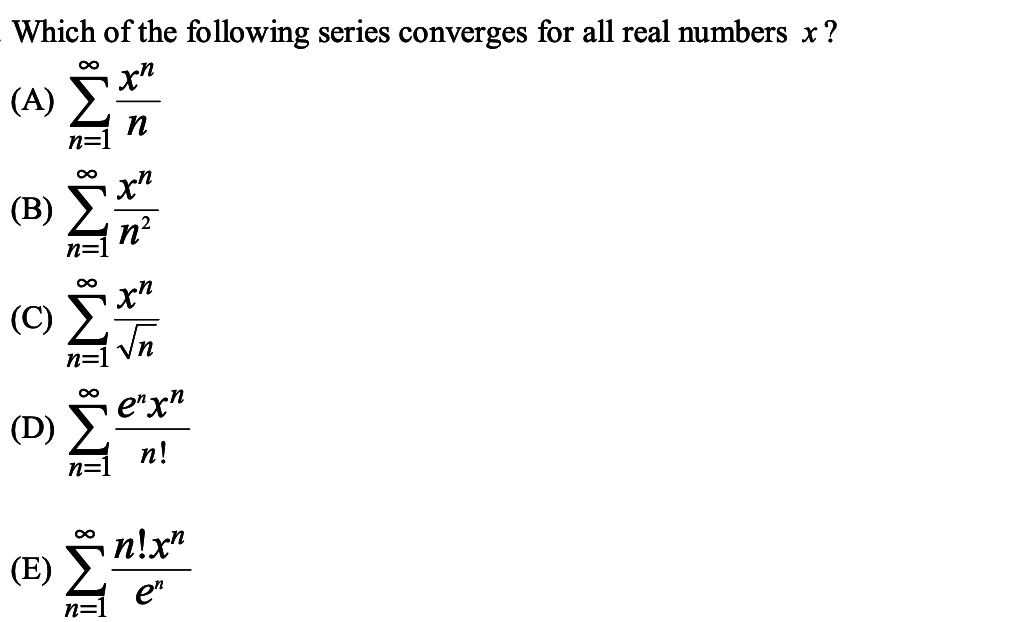 Which of the following series converges for all real numbers x?
(A) $\sum_{n=1}^{\infty} \frac{x^n}{n}$
(B) $\sum_{n=1}^{\infty} \frac{x^n}{n^2}$
(C) $\sum_{n=1}^{\infty} \frac{x^n}{\sqrt{n}}$
(D) $\sum_{n=1}^{\infty} \frac{e^n x^n}{n!}$
(E) $\sum_{n=1}^{\infty} \frac{n! x^n}{e^n}$